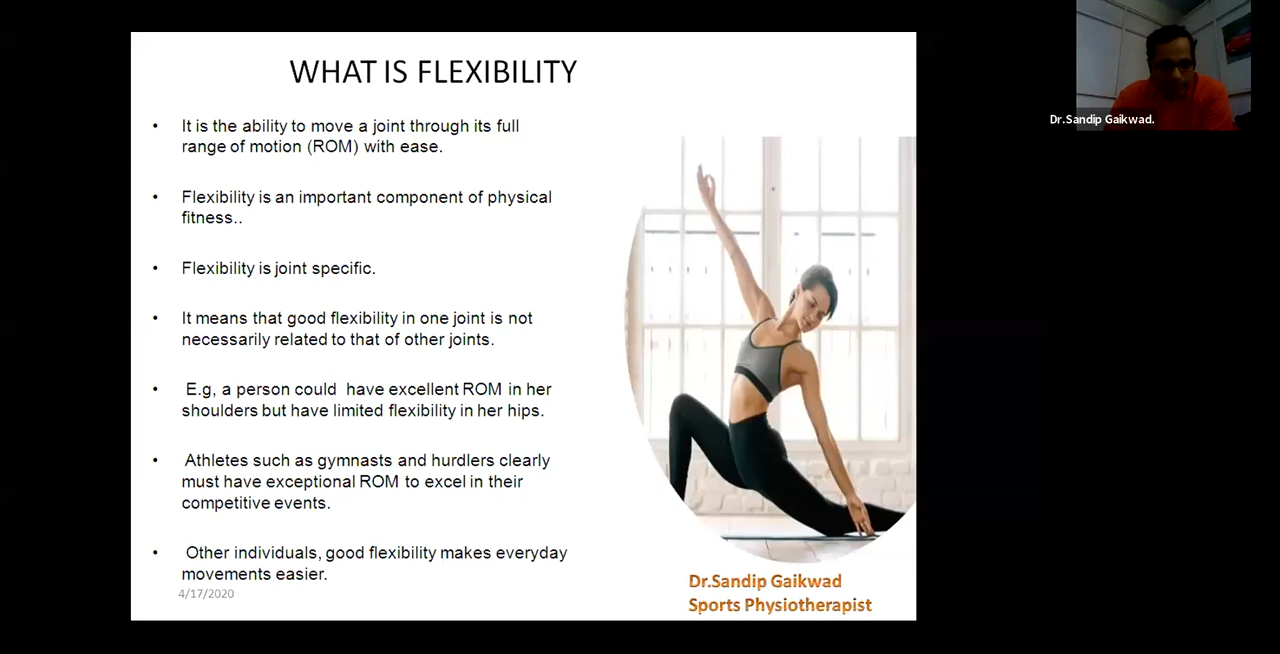 WHAT IS FLEXIBILITY
• It is the ability to move a joint through its full
range of motion (ROM) with ease.
• Flexibility is an important component of physical
fitness..
• Flexibility is joint specific.
• It means that good flexibility in one joint is not
necessarily related to that of other joints.
• E.g, a person could have excellent ROM in her
shoulders but have limited flexibility in her hips.
• Athletes such as gymnasts and hurdlers clearly
must have exceptional ROM to excel in their
competitive events.
• Other individuals, good flexibility makes everyday
movements easier.
4/17/2020
Dr.Sandip Gaikwad
Sports Physiotherapist
Dr.Sandip Gaikwad.